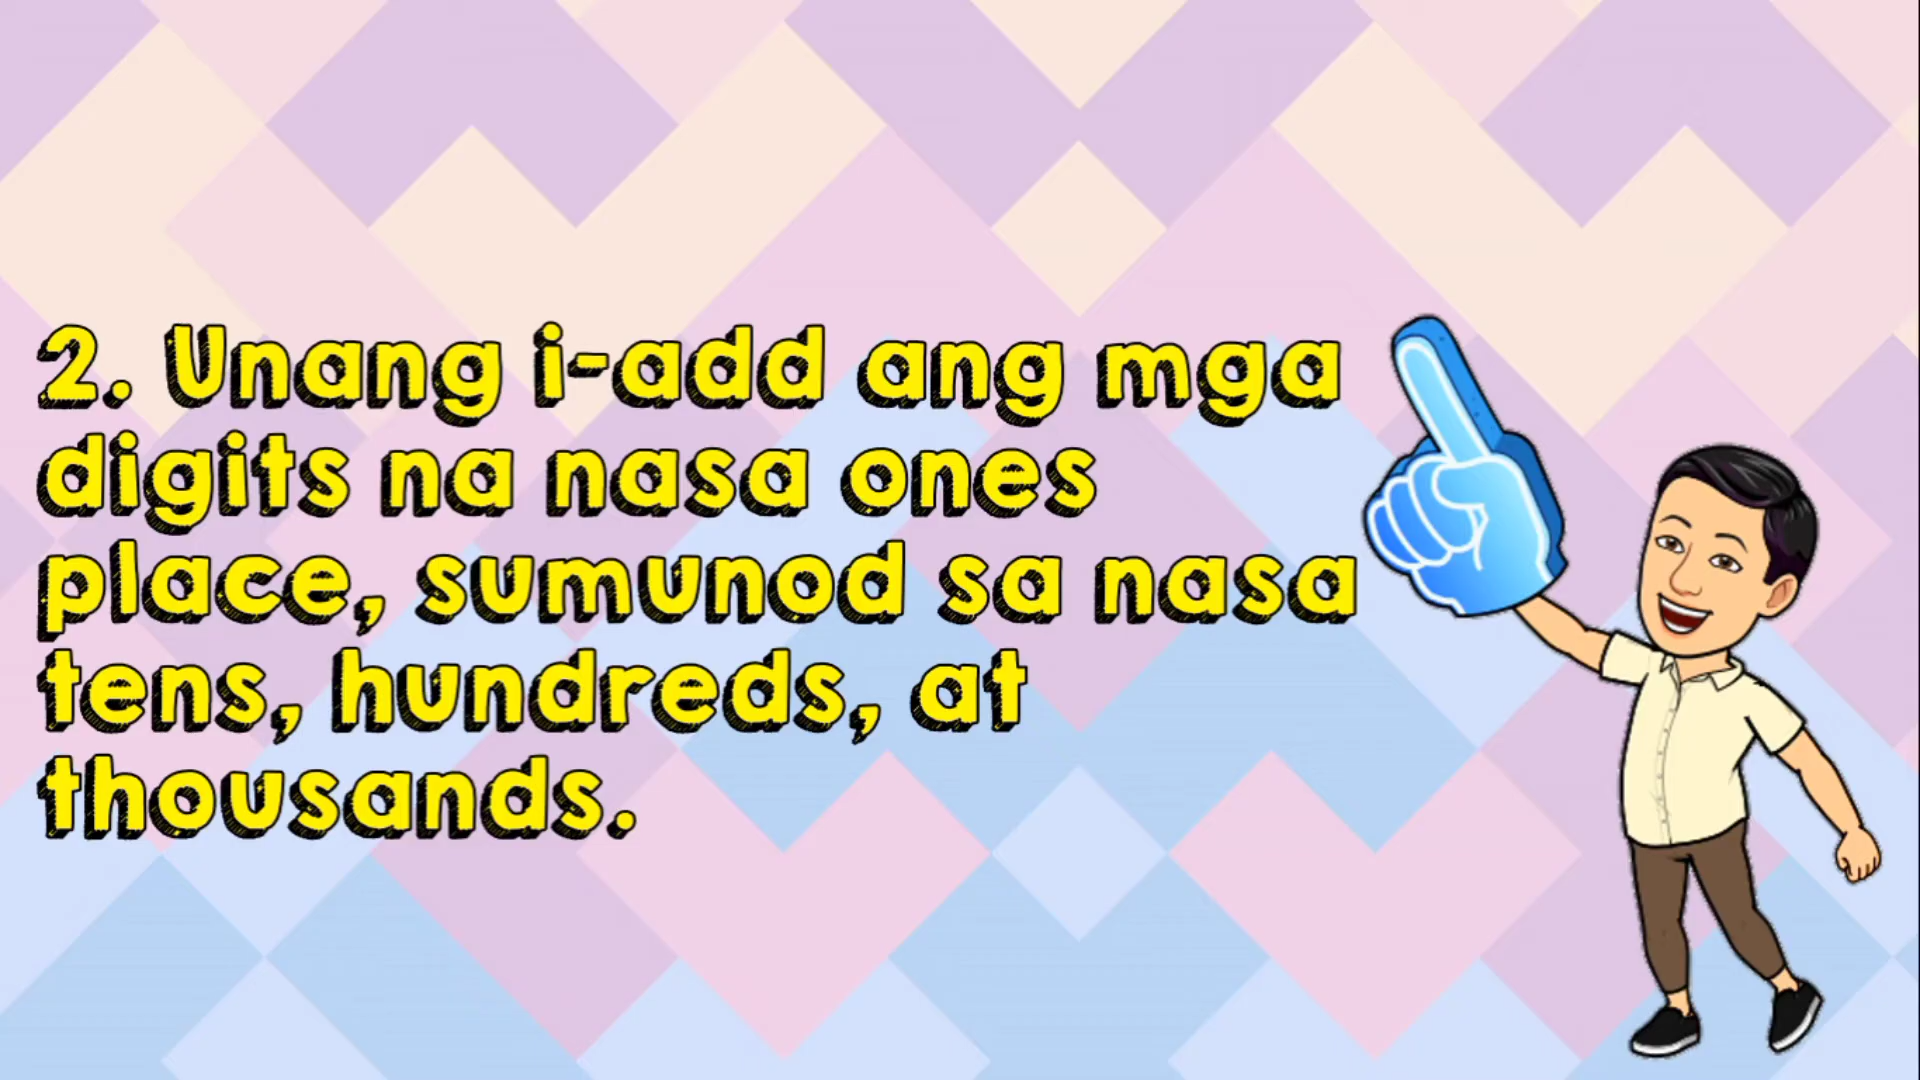 2. Unang i-add ang mga
digits na nasa ones
place, sumunod sa nasa
tens, hundreds, at
thousands.